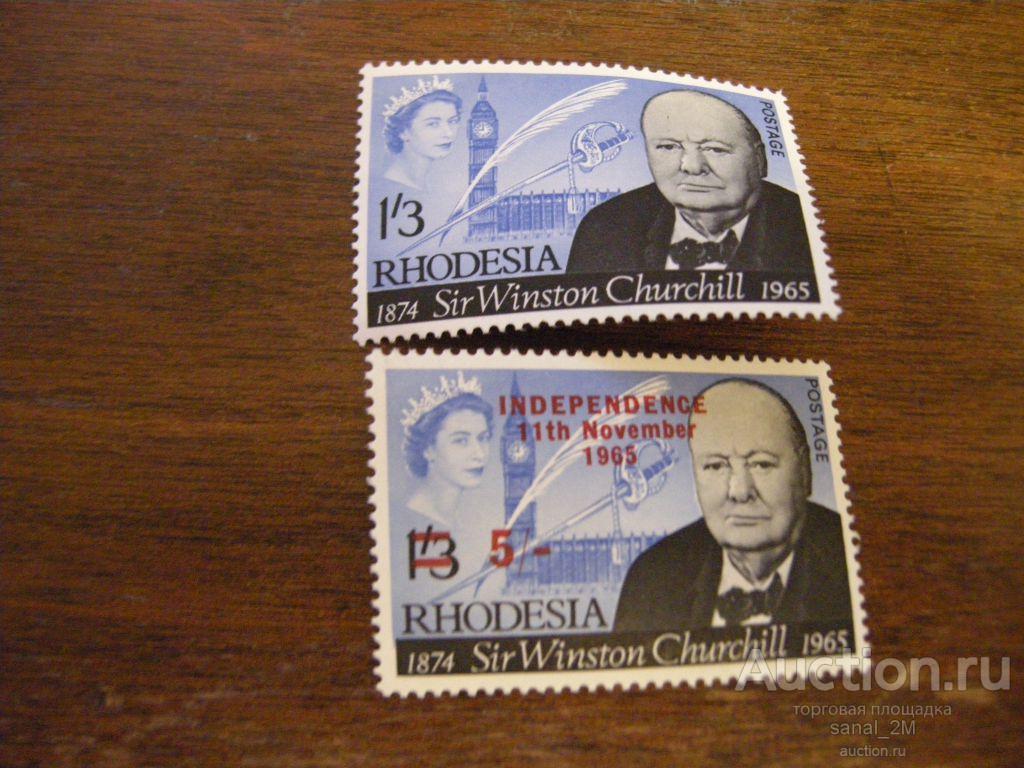 POSTAGE
1'/3
RHODESIA
1874 Sir Winston Churchill 1965
INDEPENDENCE
11th November
1965
POSTAGE
1'/3 5/-
RHODESIA
1874 Sir Winston Churchill 1965
Auction.ru
торговая площадка
sanal_2M
auction.ru